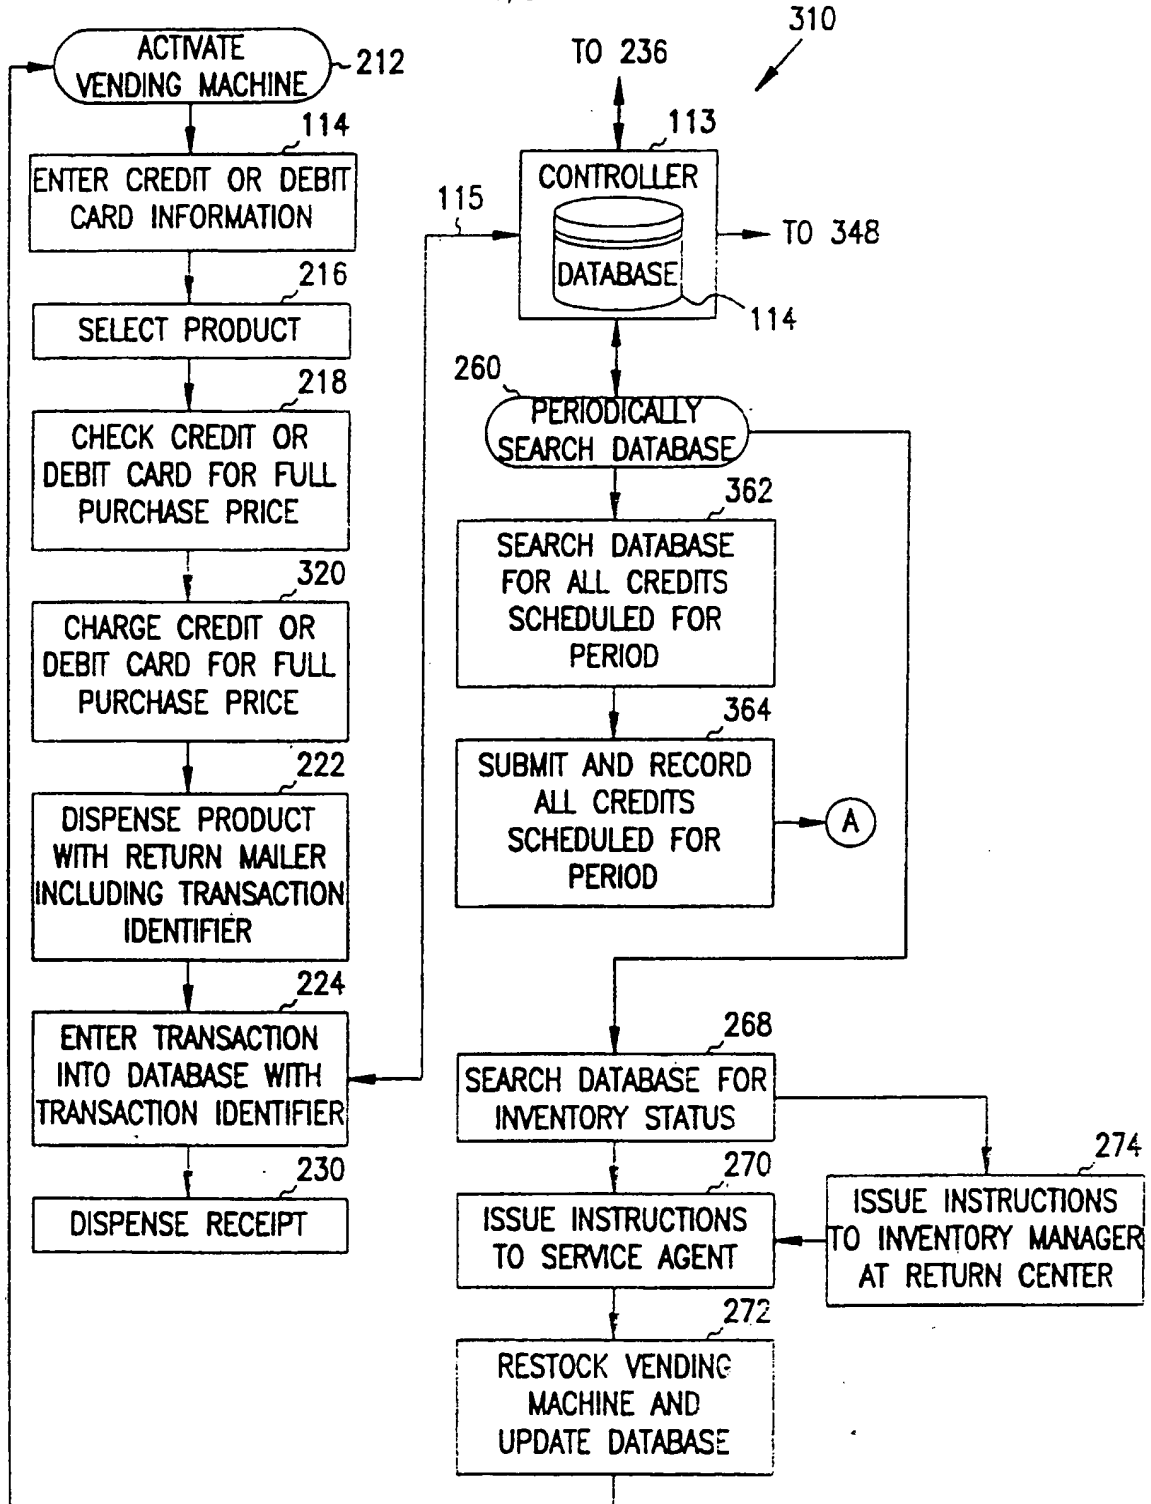 310
ACTIVATE
VENDING MACHINE
212
114
ENTER CREDIT OR DEBIT
CARD INFORMATION
216
SELECT PRODUCT
218
CHECK CREDIT OR
DEBIT CARD FOR FULL
PURCHASE PRICE
320
CHARGE CREDIT OR
DEBIT CARD FOR FULL
PURCHASE PRICE
222
DISPENSE PRODUCT
WITH RETURN MAILER
INCLUDING TRANSACTION
IDENTIFIER
224
ENTER TRANSACTION
INTO DATABASE WITH
TRANSACTION IDENTIFIER
230
DISPENSE RECEIPT
TO 236
113
CONTROLLER
115
TO 348
DATABASE
114
260
PERIODICALLY
SEARCH DATABASE
362
SEARCH DATABASE
FOR ALL CREDITS
SCHEDULED FOR
PERIOD
364
SUBMIT AND RECORD
ALL CREDITS
SCHEDULED FOR
PERIOD
A
268
SEARCH DATABASE FOR
INVENTORY STATUS
270
ISSUE INSTRUCTIONS
TO SERVICE AGENT
274
ISSUE INSTRUCTIONS
TO INVENTORY MANAGER
AT RETURN CENTER
272
RESTOCK VENDING
MACHINE AND
UPDATE DATABASE